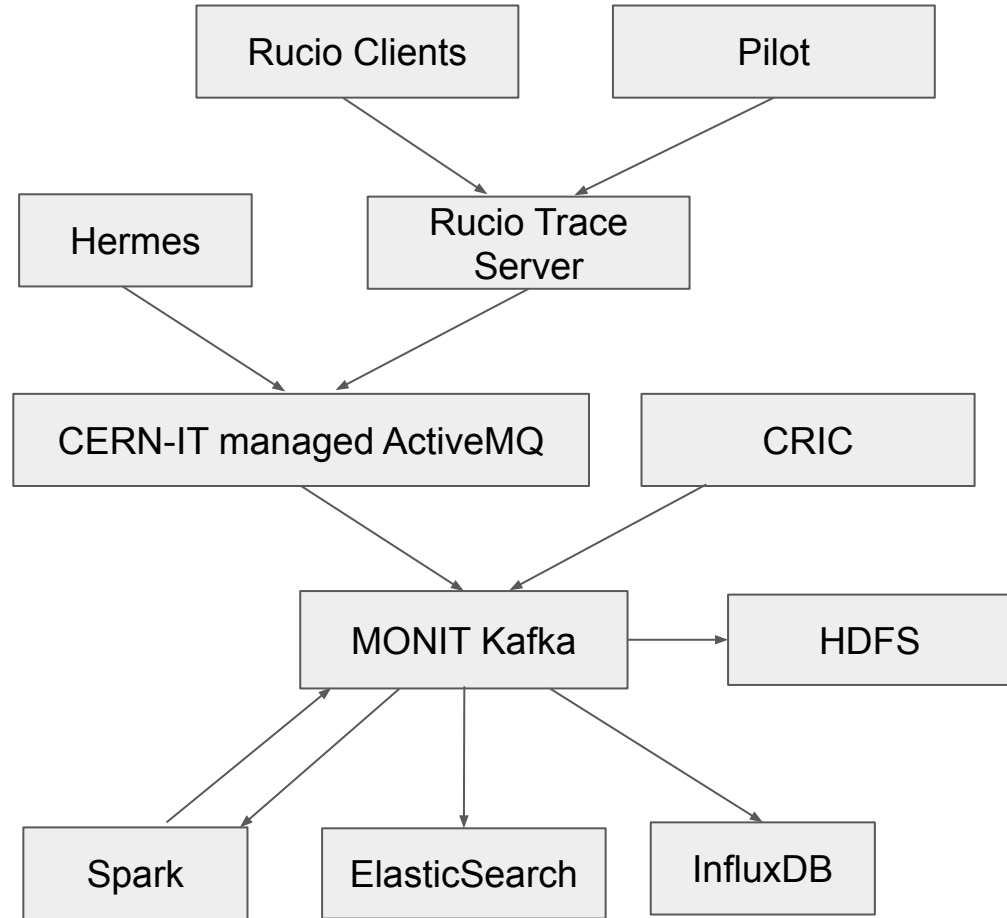 Rucio Clients
Pilot
Hermes
Rucio Trace
Server
CERN-IT managed ActiveMQ
CRIC
MONIT Kafka
HDFS
Spark
ElasticSearch
InfluxDB